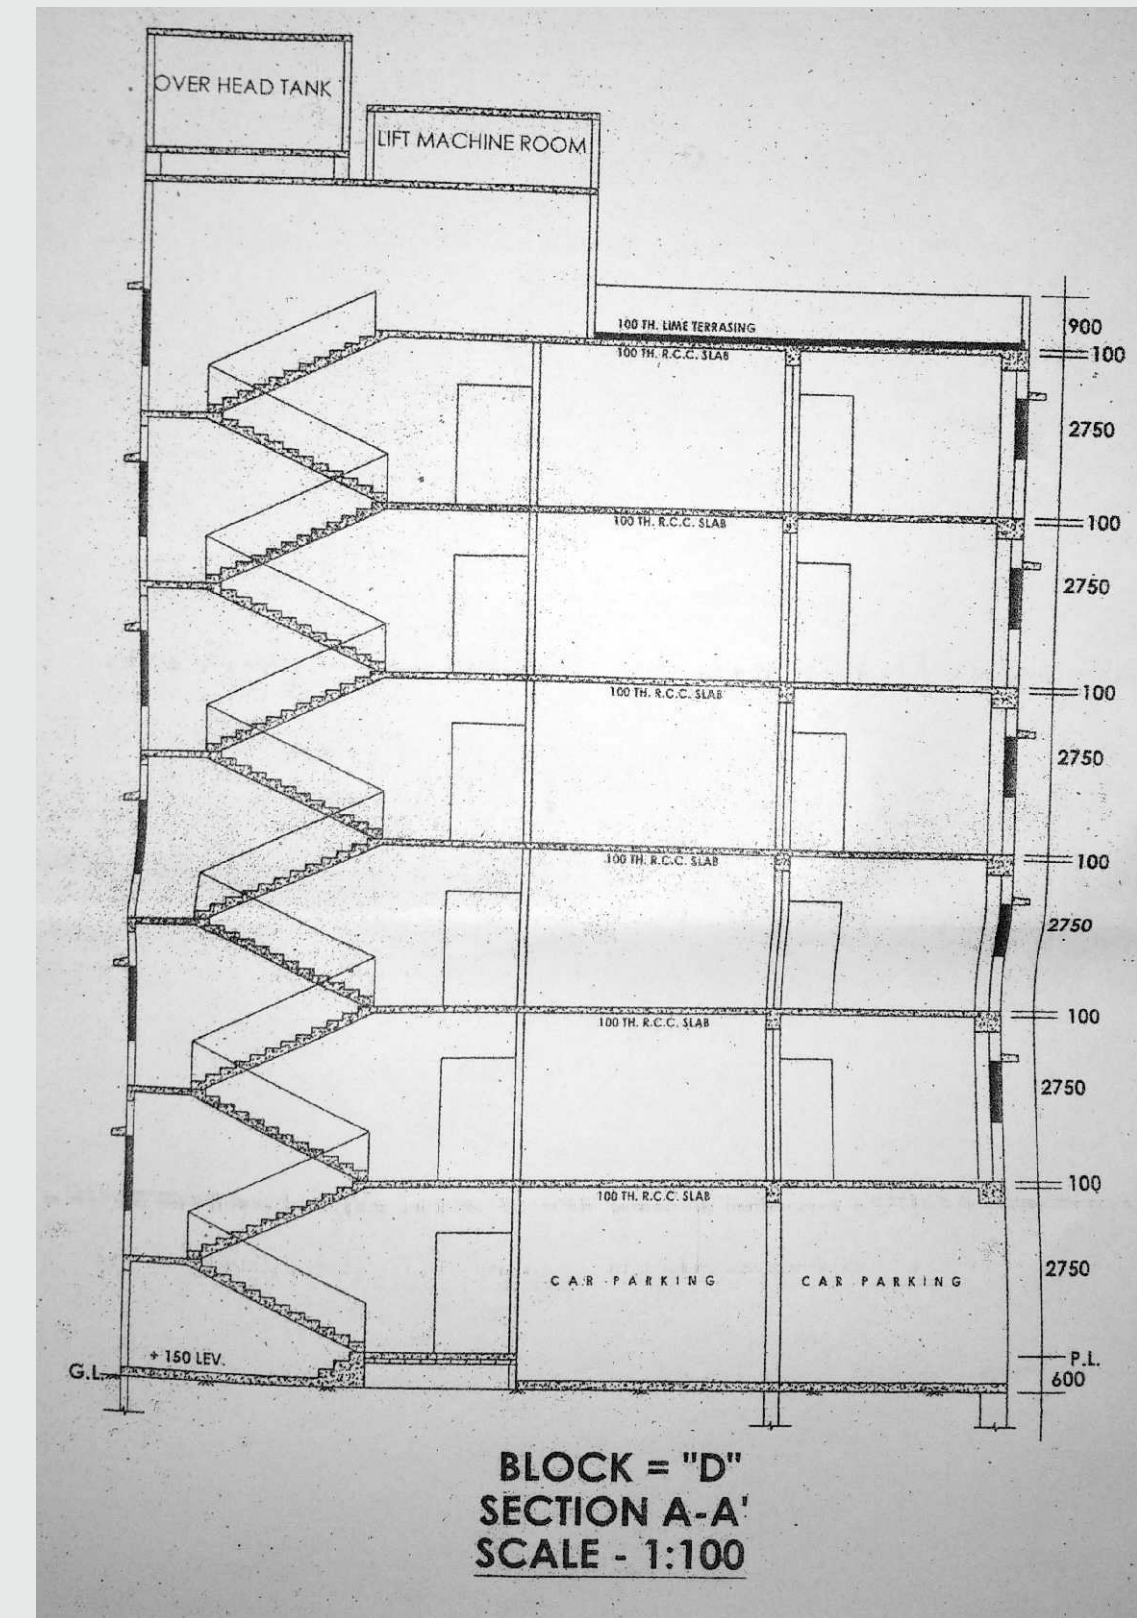 OVER HEAD TANK
LIFT MACHINE ROOM
100 TH. LIME TERRASING
900
100 TH. R.C.C. SLAB
100
2750
100 TH. R.C.C. SLAB
100
2750
100 TH. R.C.C. SLAB
100
2750
100 TH. R.C.C. SLAB
100
2750
100 TH. R.C.C. SLAB
100
2750
100 TH. R.C.C. SLAB
100
CAR PARKING
CAR PARKING
2750
+ 150 LEV.
P.L.
G.L.
600
BLOCK = "D"
SECTION A-A'
SCALE - 1:100